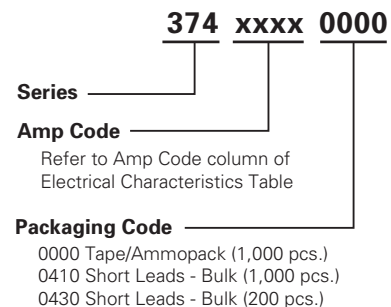 374 xxxx 0000
Series
Amp Code
Refer to Amp Code column of
Electrical Characteristics Table
Packaging Code
0000 Tape/Ammopack (1,000 pcs.)
0410 Short Leads - Bulk (1,000 pcs.)
0430 Short Leads - Bulk (200 pcs.)